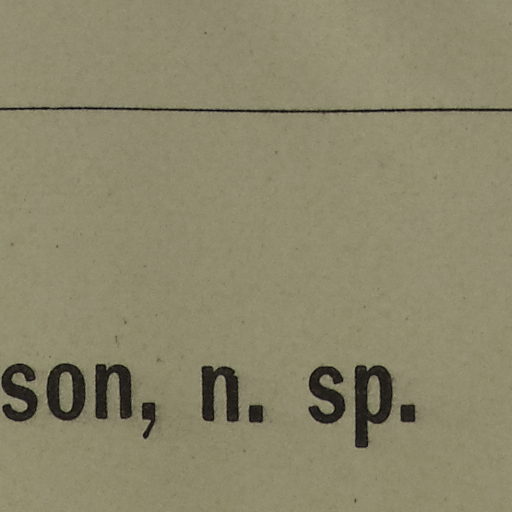 son, n. sp.